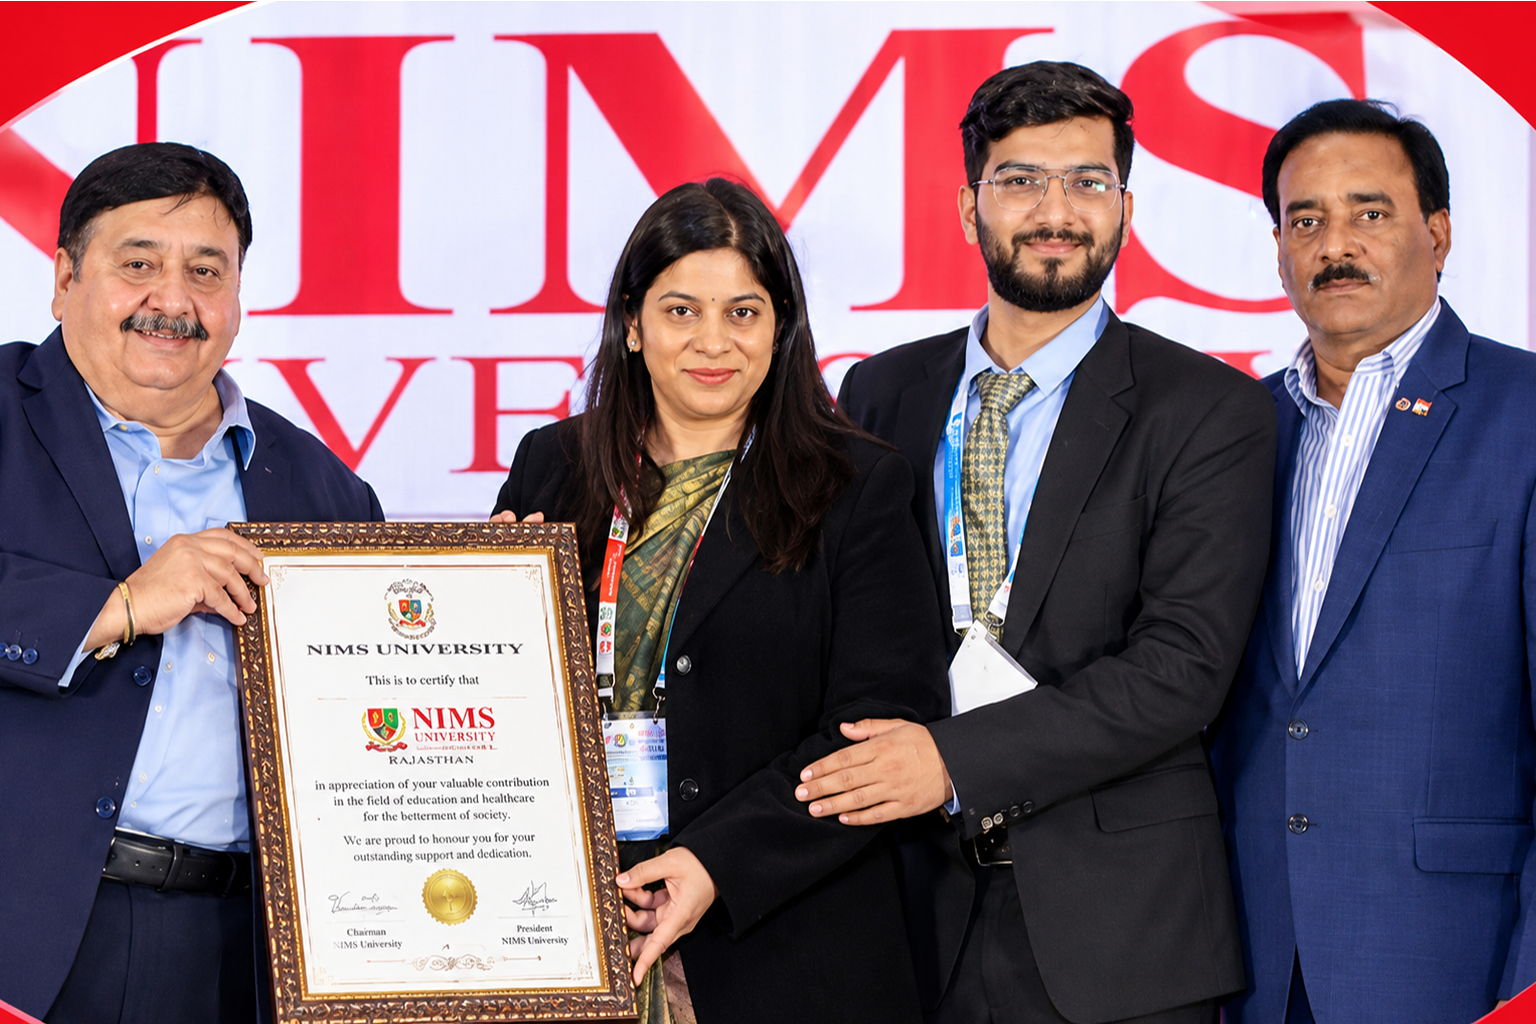 NIMS
NIMS UNIVERSITY
This is to certify that
NIMS
UNIVERSITY
RAJASTHAN
in appreciation of your valuable contribution
in the field of education and healthcare
for the betterment of society.
We are proud to honour you for your
outstanding support and dedication.
Chairman
NIMS University
President
NIMS University